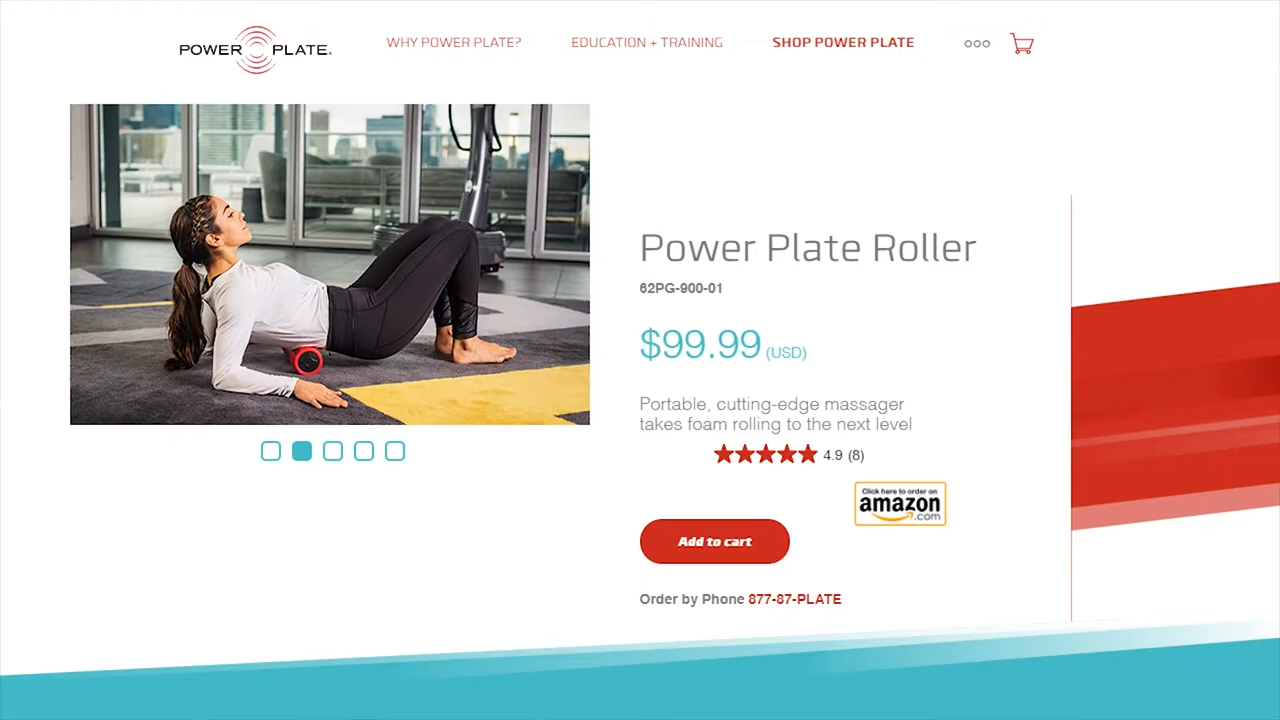 POWER PLATE
WHY POWER PLATE?
EDUCATION + TRAINING
SHOP POWER PLATE
Power Plate Roller
62PG-900-01
$99.99 (USD)
Portable, cutting-edge massager
takes foam rolling to the next level
4.9 (8)
Click here to order on
amazon
.com
Add to cart
Order by Phone 877-87-PLATE